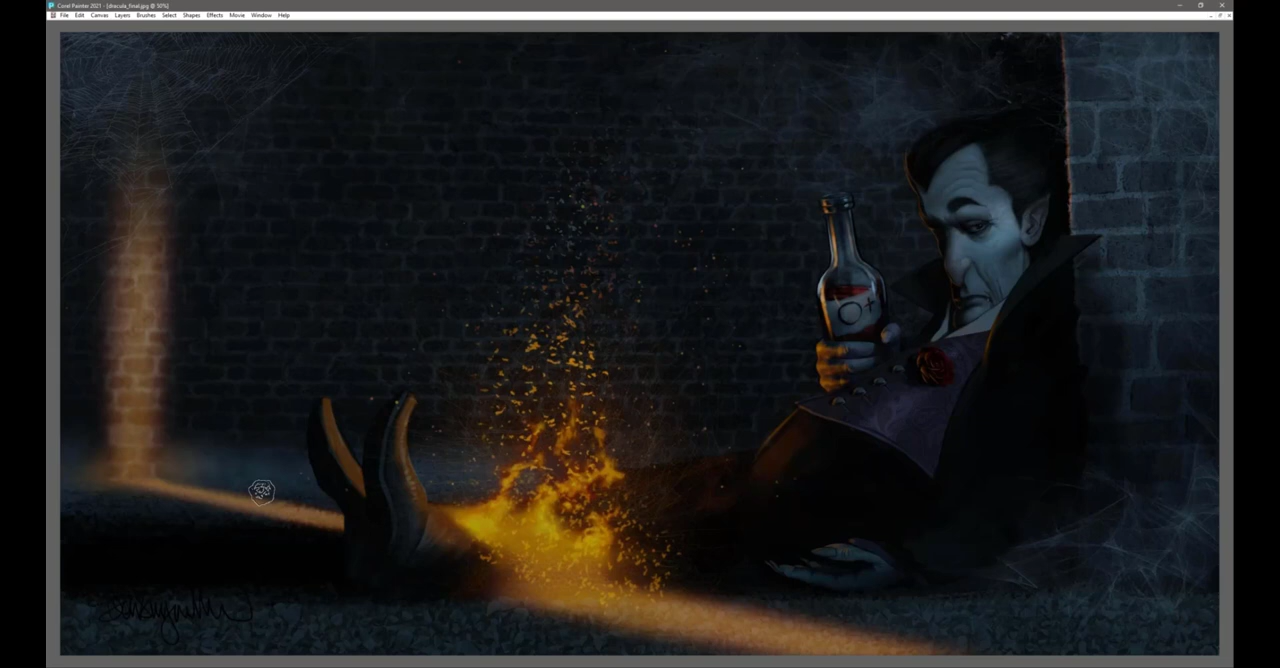 Corel Painter 2021 - [dracula_final.jpg @ 50%]
File Edit Canvas Layers Brushes Select Shapes Effects Movie Window Help
O+